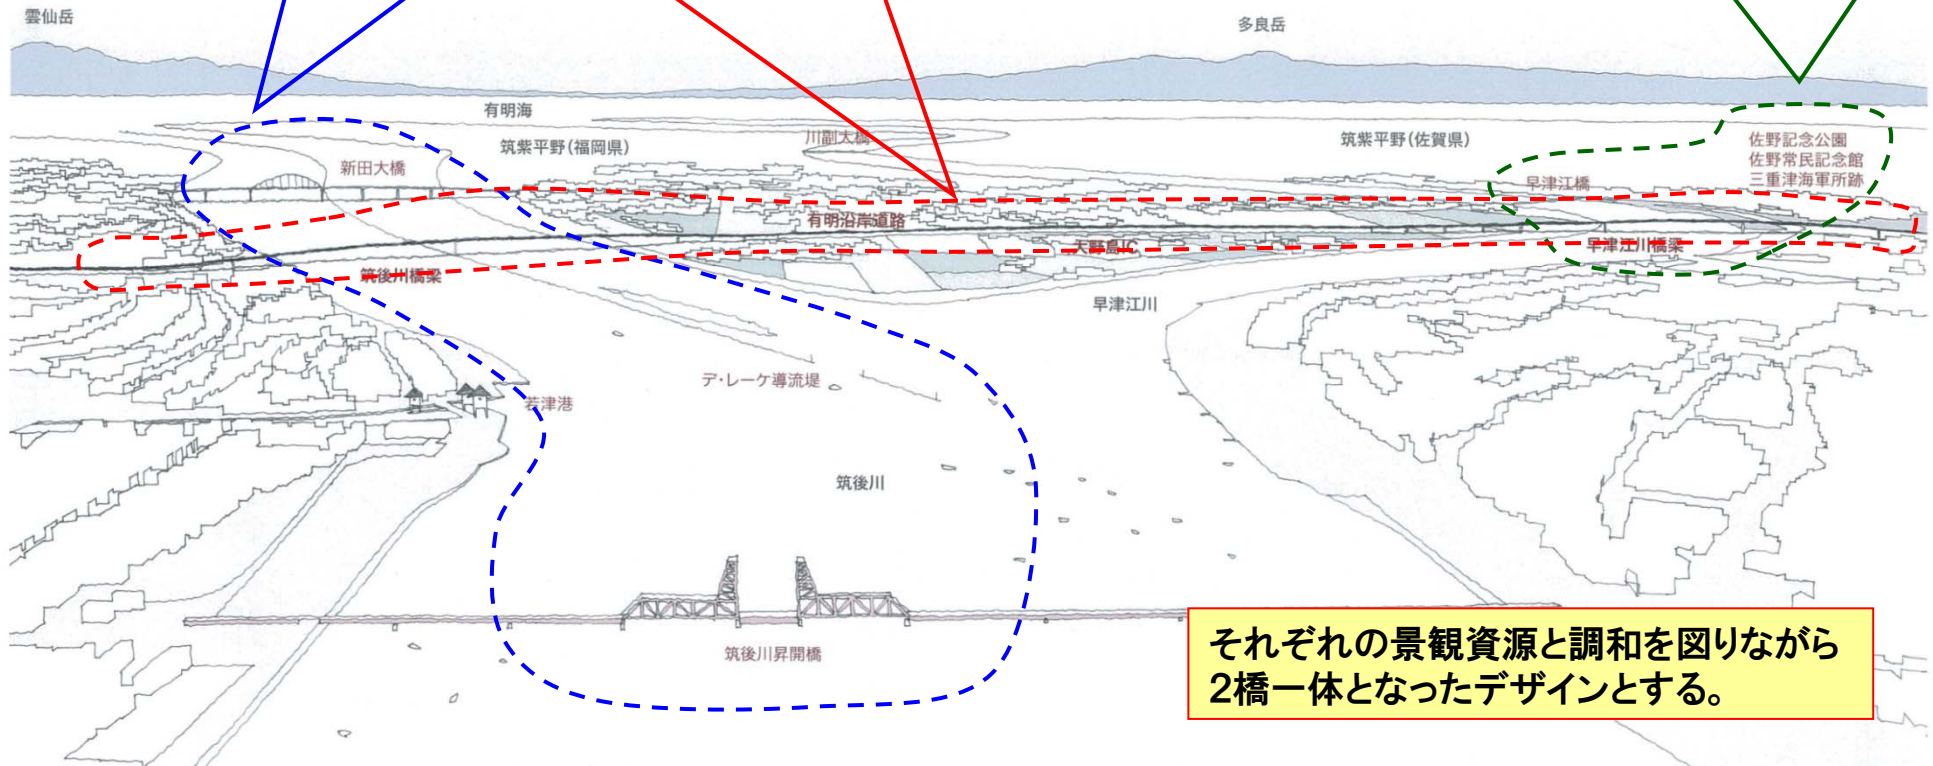 雲仙岳
多良岳
有明海
筑紫平野(福岡県)
川副大橋
筑紫平野(佐賀県)
佐野記念公園
佐野常民記念館
三重津海軍所跡
新田大橋
早津江橋
有明沿岸道路
大野島IC
早津江川橋梁
筑後川橋梁
早津江川
デ・レーケ導流堤
若津港
筑後川
筑後川昇開橋
それぞれの景観資源と調和を図りながら
2橋一体となったデザインとする。